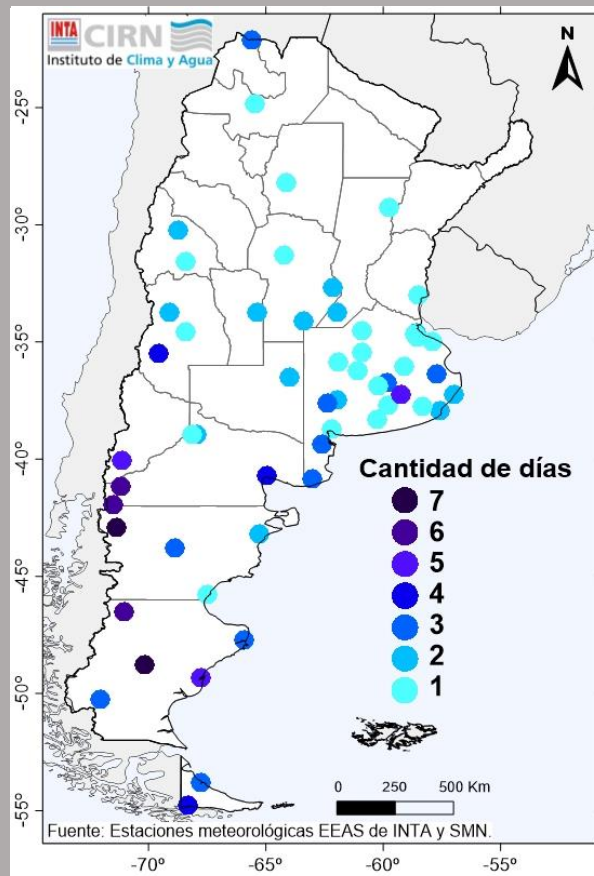 INTA CIRN
Instituto de Clima y Agua
N
-25°
-30°
-35°
-40°
-45°
-50°
-55°
Cantidad de días
7
6
5
4
3
2
1
0 250 500 Km
Fuente: Estaciones meteorológicas EEAS de INTA y SMN.
-70° -65° -60° -55°